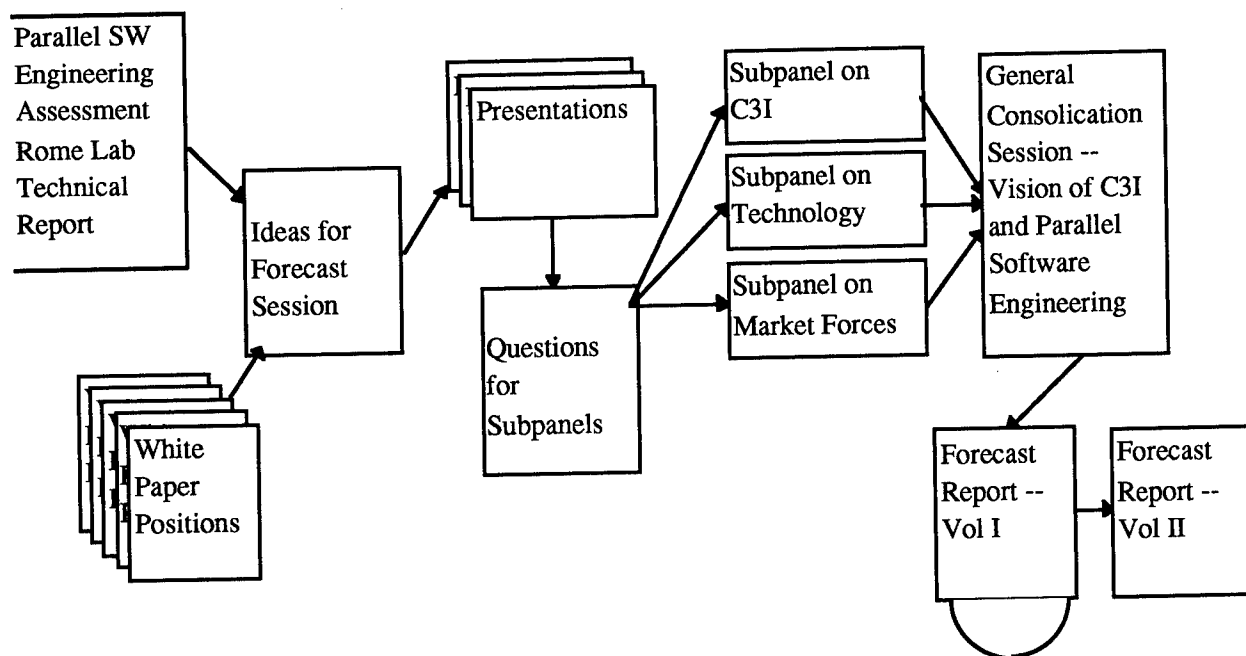 Parallel SW
Engineering
Assessment
Rome Lab
Technical
Report
White
Paper
Positions
Ideas for
Forecast
Session
Presentations
Questions
for
Subpanels
Subpanel on
C3I
Subpanel on
Technology
Subpanel on
Market Forces
General
Consolication
Session --
Vision of C3I
and Parallel
Software
Engineering
Forecast
Report --
Vol I
Forecast
Report --
Vol II